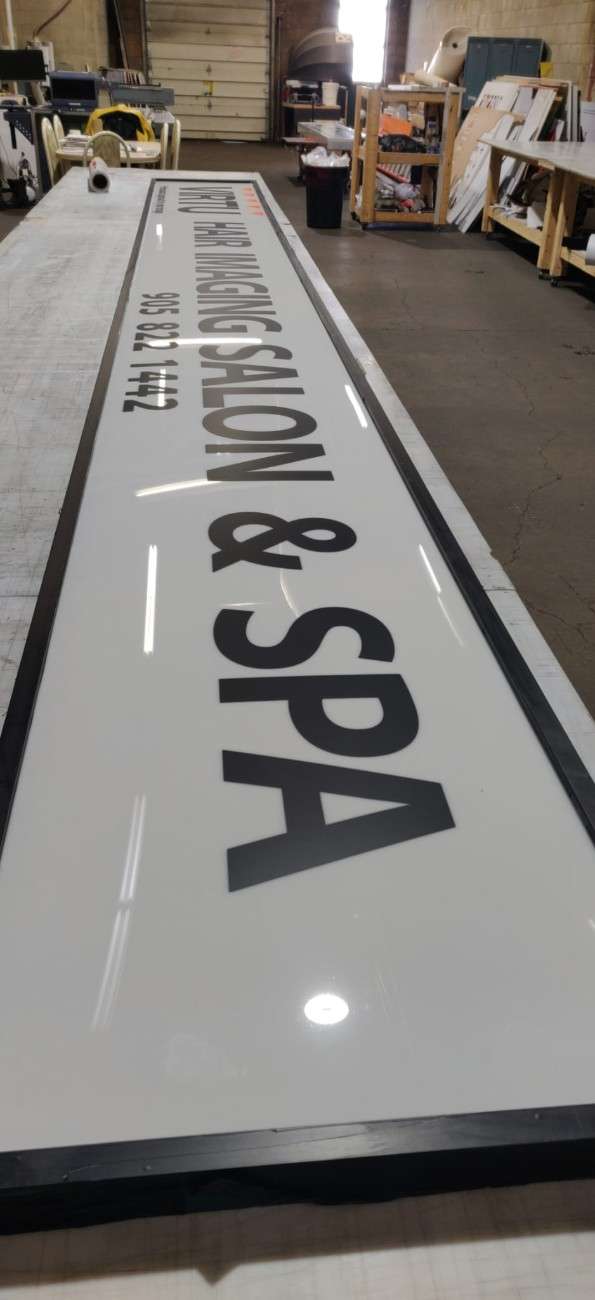 VIRTU HAIR IMAGING SALON & SPA
905 822 1442